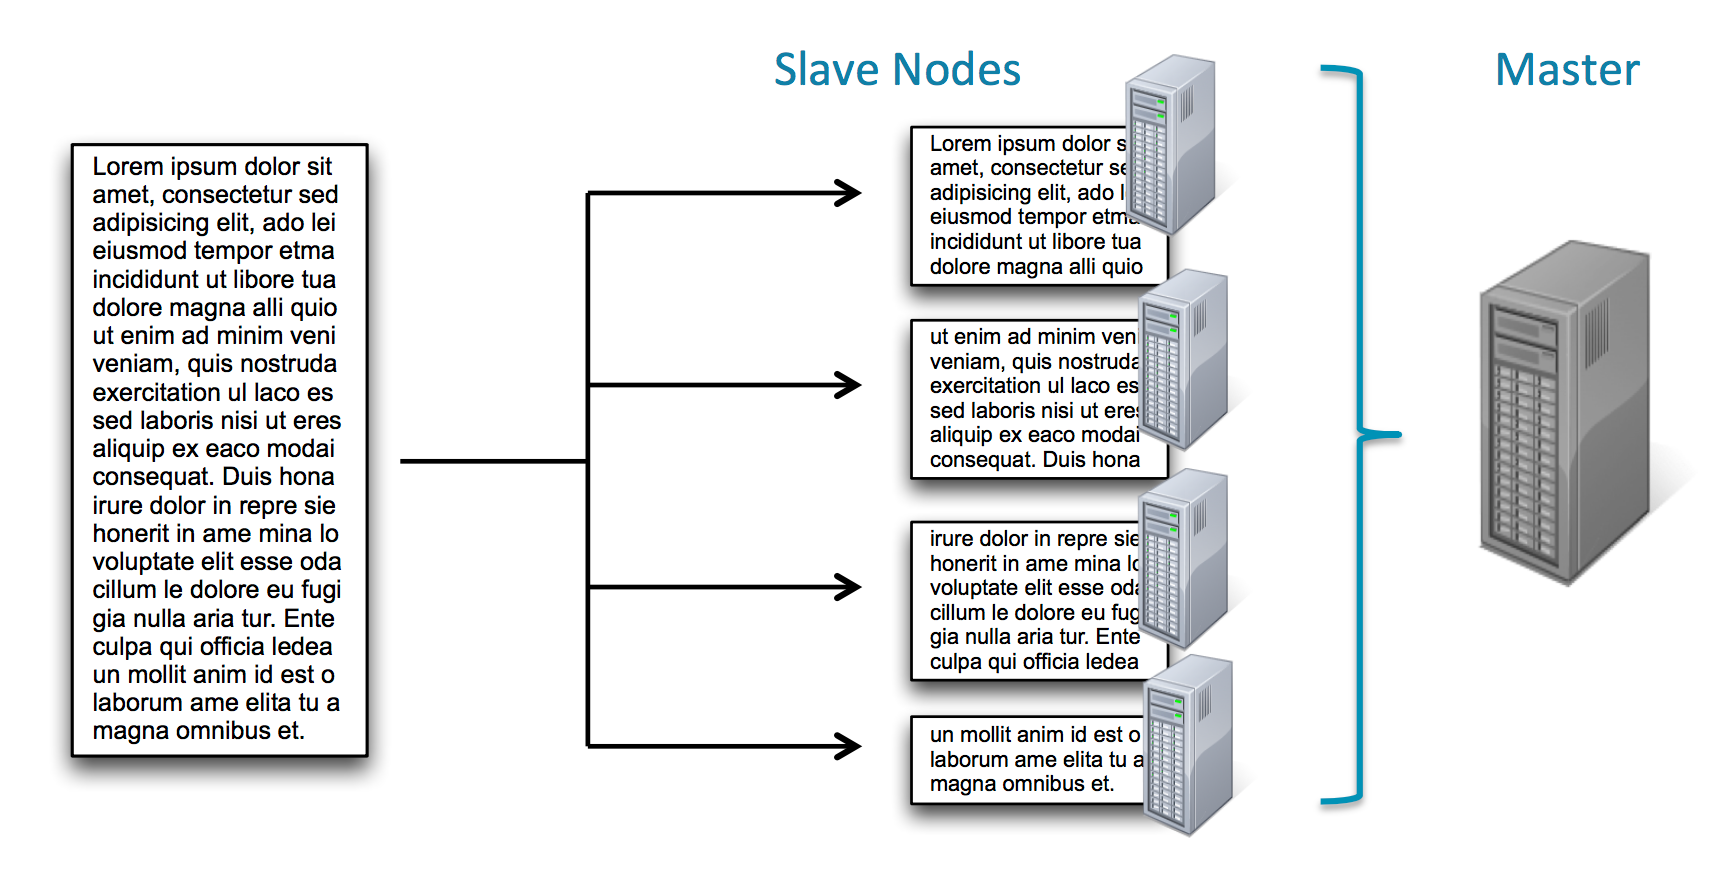 Slave Nodes
Master
Lorem ipsum dolor sit
amet, consectetur sed
adipisicing elit, ado lei
eiusmod tempor etma
incididunt ut libore tua
dolore magna alli quio
ut enim ad minim veni
veniam, quis nostruda
exercitation ul laco es
sed laboris nisi ut eres
aliquip ex eaco modai
consequat. Duis hona
irure dolor in repre sie
honerit in ame mina lo
voluptate elit esse oda
cillum le dolore eu fugi
gia nulla aria tur. Ente
culpa qui officia ledea
un mollit anim id est o
laborum ame elita tu a
magna omnibus et.
Lorem ipsum dolor s
amet, consectetur se
adipisicing elit, ado l
eiusmod tempor etma
incididunt ut libore tua
dolore magna alli quio
ut enim ad minim veni
veniam, quis nostruda
exercitation ul laco es
sed laboris nisi ut eres
aliquip ex eaco modai
consequat. Duis hona
irure dolor in repre sie
honerit in ame mina lo
voluptate elit esse oda
cillum le dolore eu fug
gia nulla aria tur. Ente
culpa qui officia ledea
un mollit anim id est o
laborum ame elita tu a
magna omnibus et.